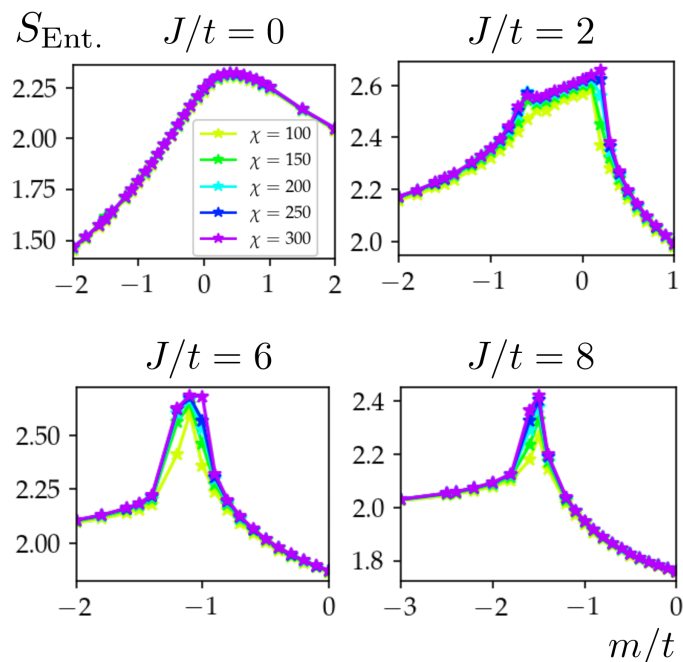 S_Ent. J/t = 0 J/t = 2
2.25
2.00
1.75
1.50
χ = 100
χ = 150
χ = 200
χ = 250
χ = 300
−2 −1 0 1 2
2.6
2.4
2.2
2.0
−2 −1 0 1
J/t = 6 J/t = 8
2.50
2.25
2.00
−2 −1 0
2.4
2.2
2.0
1.8
−3 −2 −1 0
m/t